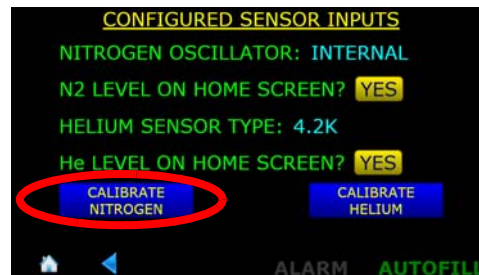 CONFIGURED SENSOR INPUTS
NITROGEN OSCILLATOR: INTERNAL
N2 LEVEL ON HOME SCREEN? YES
HELIUM SENSOR TYPE: 4.2K
He LEVEL ON HOME SCREEN? YES
CALIBRATE
NITROGEN
CALIBRATE
HELIUM
ALARM AUTOFILL